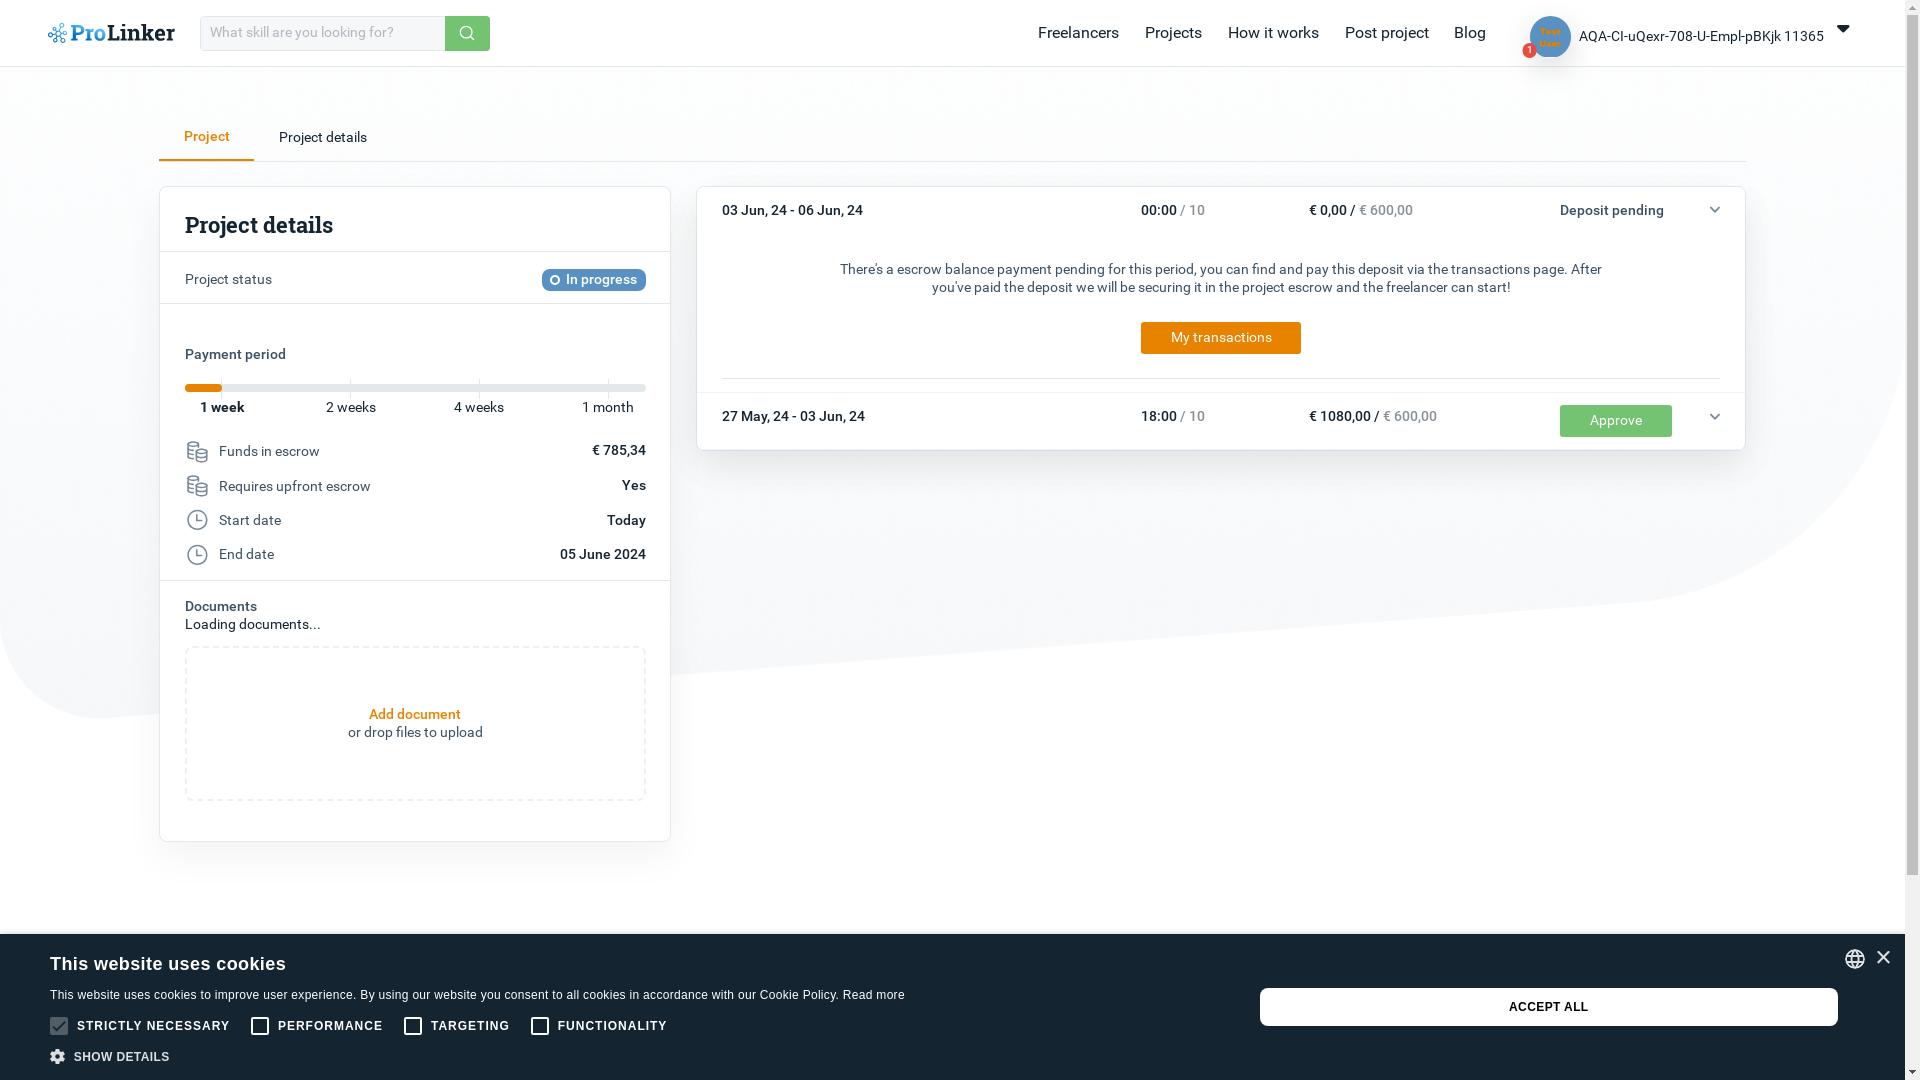 ProLinker
What skill are you looking for?
Freelancers
Projects
How it works
Post project
Blog
1
AQA-CI-uQexr-708-U-Empl-pBKjk 11365
Project
Project details
Project details
Project status
In progress
Payment period
1 week
2 weeks
4 weeks
1 month
Funds in escrow
€ 785,34
Requires upfront escrow
Yes
Start date
Today
End date
05 June 2024
Documents
Loading documents...
Add document
or drop files to upload
03 Jun, 24 - 06 Jun, 24
00:00 / 10
€ 0,00 / € 600,00
Deposit pending
There's a escrow balance payment pending for this period, you can find and pay this deposit via the transactions page. After
you've paid the deposit we will be securing it in the project escrow and the freelancer can start!
My transactions
27 May, 24 - 03 Jun, 24
18:00 / 10
€ 1080,00 / € 600,00
Approve
This website uses cookies
This website uses cookies to improve user experience. By using our website you consent to all cookies in accordance with our Cookie Policy. Read more
STRICTLY NECESSARY
PERFORMANCE
TARGETING
FUNCTIONALITY
SHOW DETAILS
ACCEPT ALL